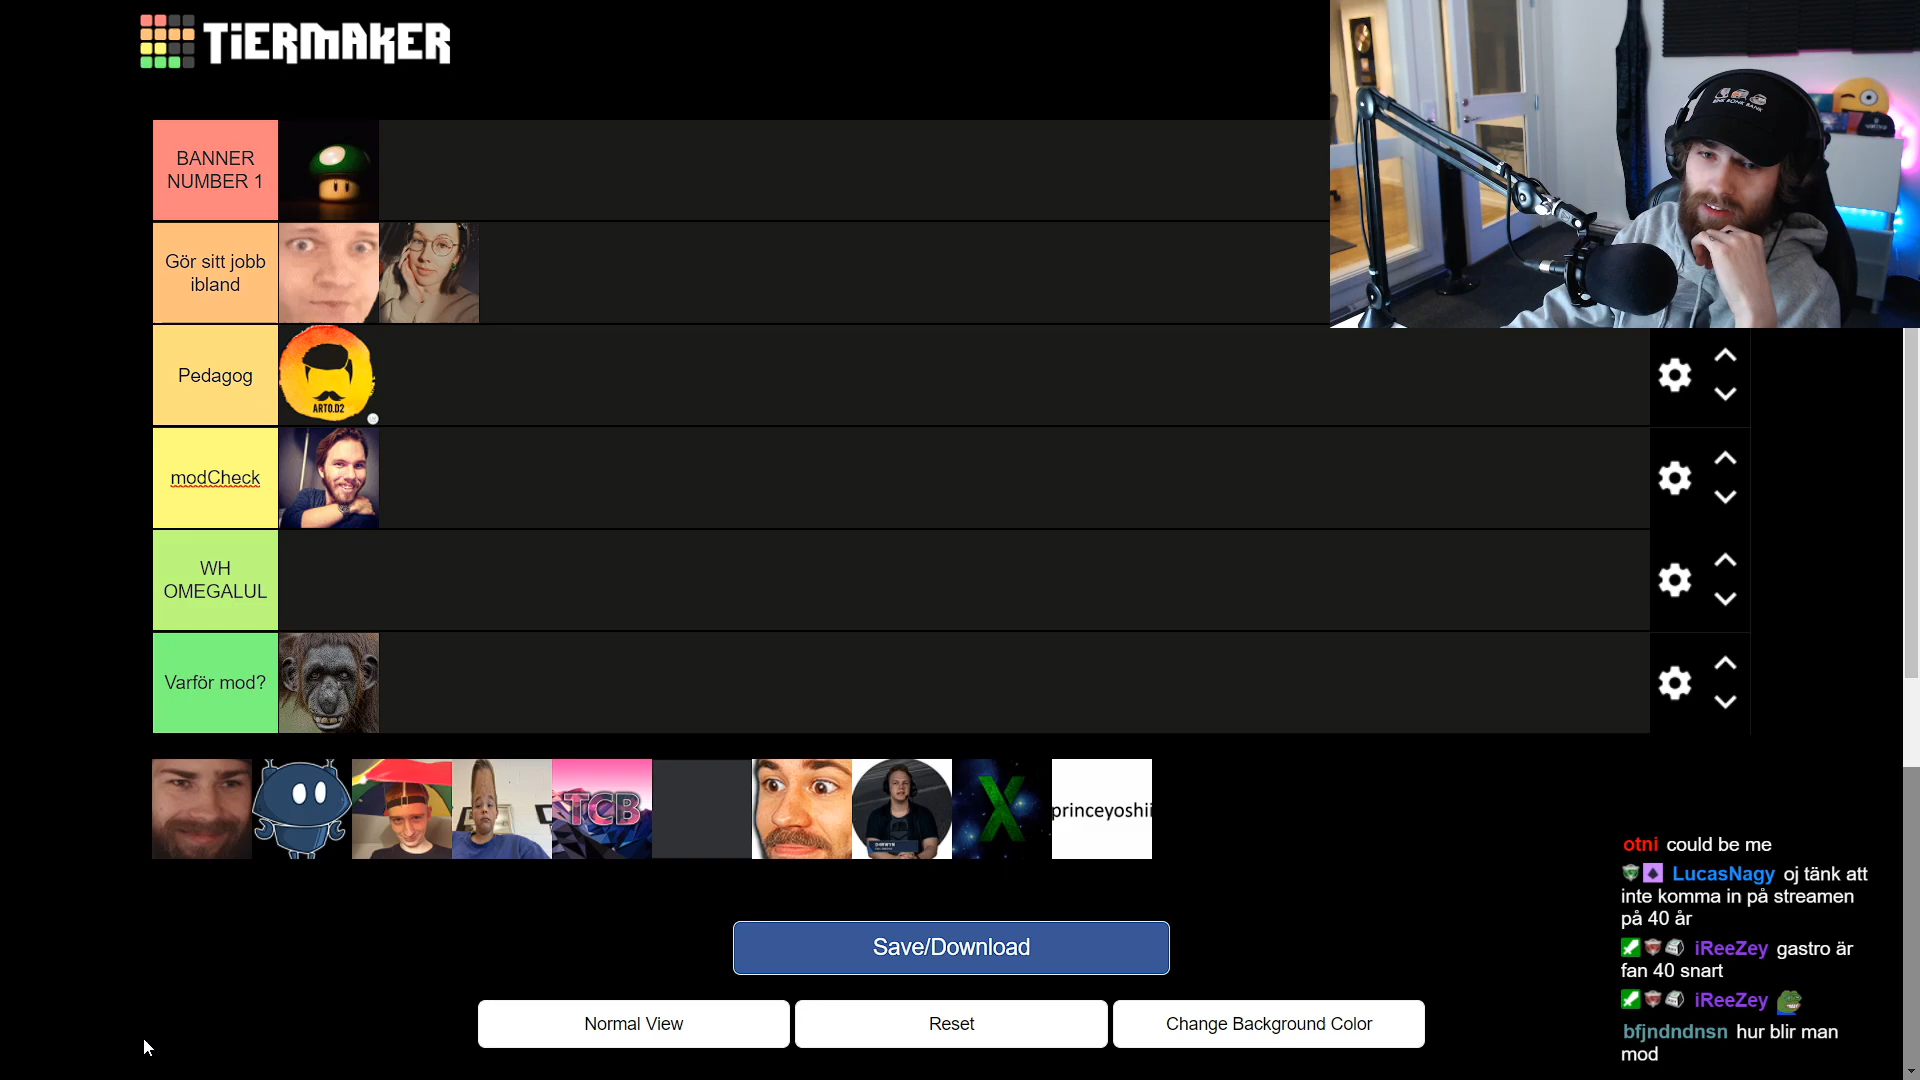 TiERMAKER
BANNER
NUMBER 1
Gör sitt jobb
ibland
Pedagog
ARTO.D2
modCheck
WH
OMEGALUL
Varför mod?
TCB
X
princeyoshii
Save/Download
Normal View
Reset
Change Background Color
otni could be me
LucasNagy oj tänk att
inte komma in på streamen
på 40 år
iReeZey gastro är
fan 40 snart
iReeZey
bfjndndnsn hur blir man
mod